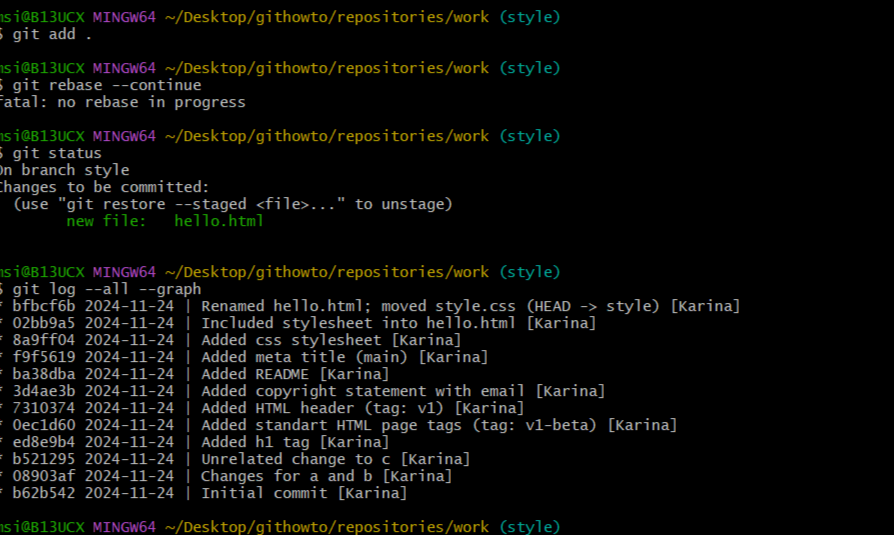 msi@B13UCX MINGW64 ~/Desktop/githowto/repositories/work (style)
$ git add .
msi@B13UCX MINGW64 ~/Desktop/githowto/repositories/work (style)
$ git rebase --continue
fatal: no rebase in progress
msi@B13UCX MINGW64 ~/Desktop/githowto/repositories/work (style)
$ git status
On branch style
Changes to be committed:
(use "git restore --staged <file>..." to unstage)
new file:   hello.html
msi@B13UCX MINGW64 ~/Desktop/githowto/repositories/work (style)
$ git log --all --graph
* bfbcf6b 2024-11-24 | Renamed hello.html; moved style.css (HEAD -> style) [Karina]
* 02bb9a5 2024-11-24 | Included stylesheet into hello.html [Karina]
* 8a9ff04 2024-11-24 | Added css stylesheet [Karina]
* f9f5619 2024-11-24 | Added meta title (main) [Karina]
* ba38dba 2024-11-24 | Added README [Karina]
* 3d4ae3b 2024-11-24 | Added copyright statement with email [Karina]
* 7310374 2024-11-24 | Added HTML header (tag: v1) [Karina]
* 0ec1d60 2024-11-24 | Added standart HTML page tags (tag: v1-beta) [Karina]
* ed8e9b4 2024-11-24 | Added h1 tag [Karina]
* b521295 2024-11-24 | Unrelated change to c [Karina]
* 08903af 2024-11-24 | Changes for a and b [Karina]
* b62b542 2024-11-24 | Initial commit [Karina]
msi@B13UCX MINGW64 ~/Desktop/githowto/repositories/work (style)